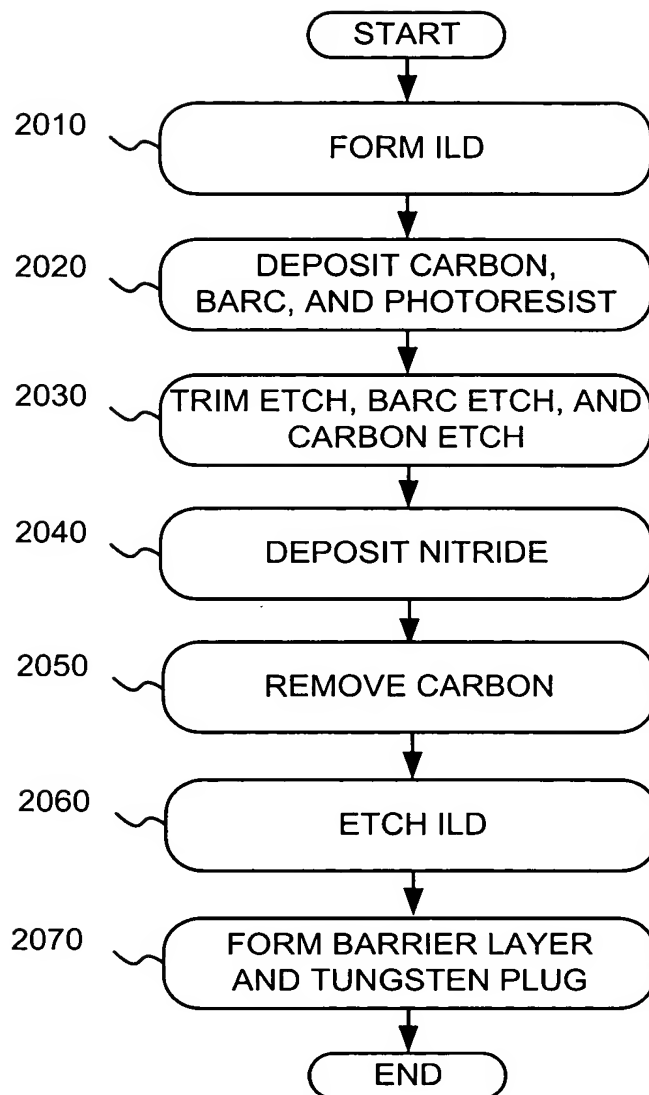 START
2010
FORM ILD
2020
DEPOSIT CARBON,
BARC, AND PHOTORESIST
2030
TRIM ETCH, BARC ETCH, AND
CARBON ETCH
2040
DEPOSIT NITRIDE
2050
REMOVE CARBON
2060
ETCH ILD
2070
FORM BARRIER LAYER
AND TUNGSTEN PLUG
END